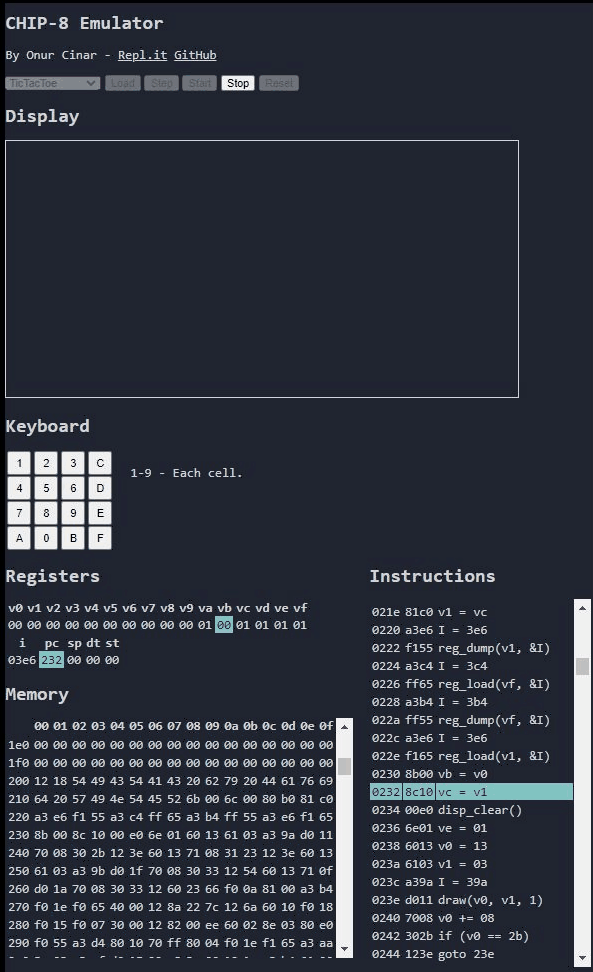 CHIP-8 Emulator
By Onur Cinar - Repl.it GitHub
TicTacToe Load Step Start Stop Reset
Display
Keyboard
1 2 3 C
4 5 6 D
7 8 9 E
A 0 B F
1-9 - Each cell.
Registers
v0 v1 v2 v3 v4 v5 v6 v7 v8 v9 va vb vc vd ve vf
00 00 00 00 00 00 00 00 00 00 01 00 01 01 01 01
i pc sp dt st
03e6 232 00 00 00
Memory
00 01 02 03 04 05 06 07 08 09 0a 0b 0c 0d 0e 0f
1e0 00 00 00 00 00 00 00 00 00 00 00 00 00 00 00 00
1f0 00 00 00 00 00 00 00 00 00 00 00 00 00 00 00 00
200 12 18 54 49 43 54 41 43 20 62 79 20 44 61 76 69
210 64 20 57 49 4e 54 45 52 6b 00 6c 00 80 b0 81 c0
220 a3 e6 f1 55 a3 c4 ff 65 a3 b4 ff 55 a3 e6 f1 65
230 8b 00 8c 10 00 e0 6e 01 60 13 61 03 a3 9a d0 11
240 70 08 30 2b 12 3e 60 13 71 08 31 23 12 3e 60 13
250 61 03 a3 9b d0 1f 70 08 30 33 12 54 60 13 71 0f
260 d0 1a 70 08 30 33 12 60 23 66 f0 0a 81 00 a3 b4
270 f0 1e f0 65 40 00 12 8a 22 7c 12 6a 60 10 f0 18
280 f0 15 f0 07 30 00 12 82 00 ee 60 02 8e 03 80 e0
290 f0 55 a3 d4 80 10 70 ff 80 04 f0 1e f1 65 a3 aa
Instructions
021e 81c0 v1 = vc
0220 a3e6 I = 3e6
0222 f155 reg_dump(v1, &I)
0224 a3c4 I = 3c4
0226 ff65 reg_load(vf, &I)
0228 a3b4 I = 3b4
022a ff55 reg_dump(vf, &I)
022c a3e6 I = 3e6
022e f165 reg_load(v1, &I)
0230 8b00 vb = v0
0232 8c10 vc = v1
0234 00e0 disp_clear()
0236 6e01 ve = 01
0238 6013 v0 = 13
023a 6103 v1 = 03
023c a39a I = 39a
023e d011 draw(v0, v1, 1)
0240 7008 v0 += 08
0242 302b if (v0 == 2b)
0244 123e goto 23e